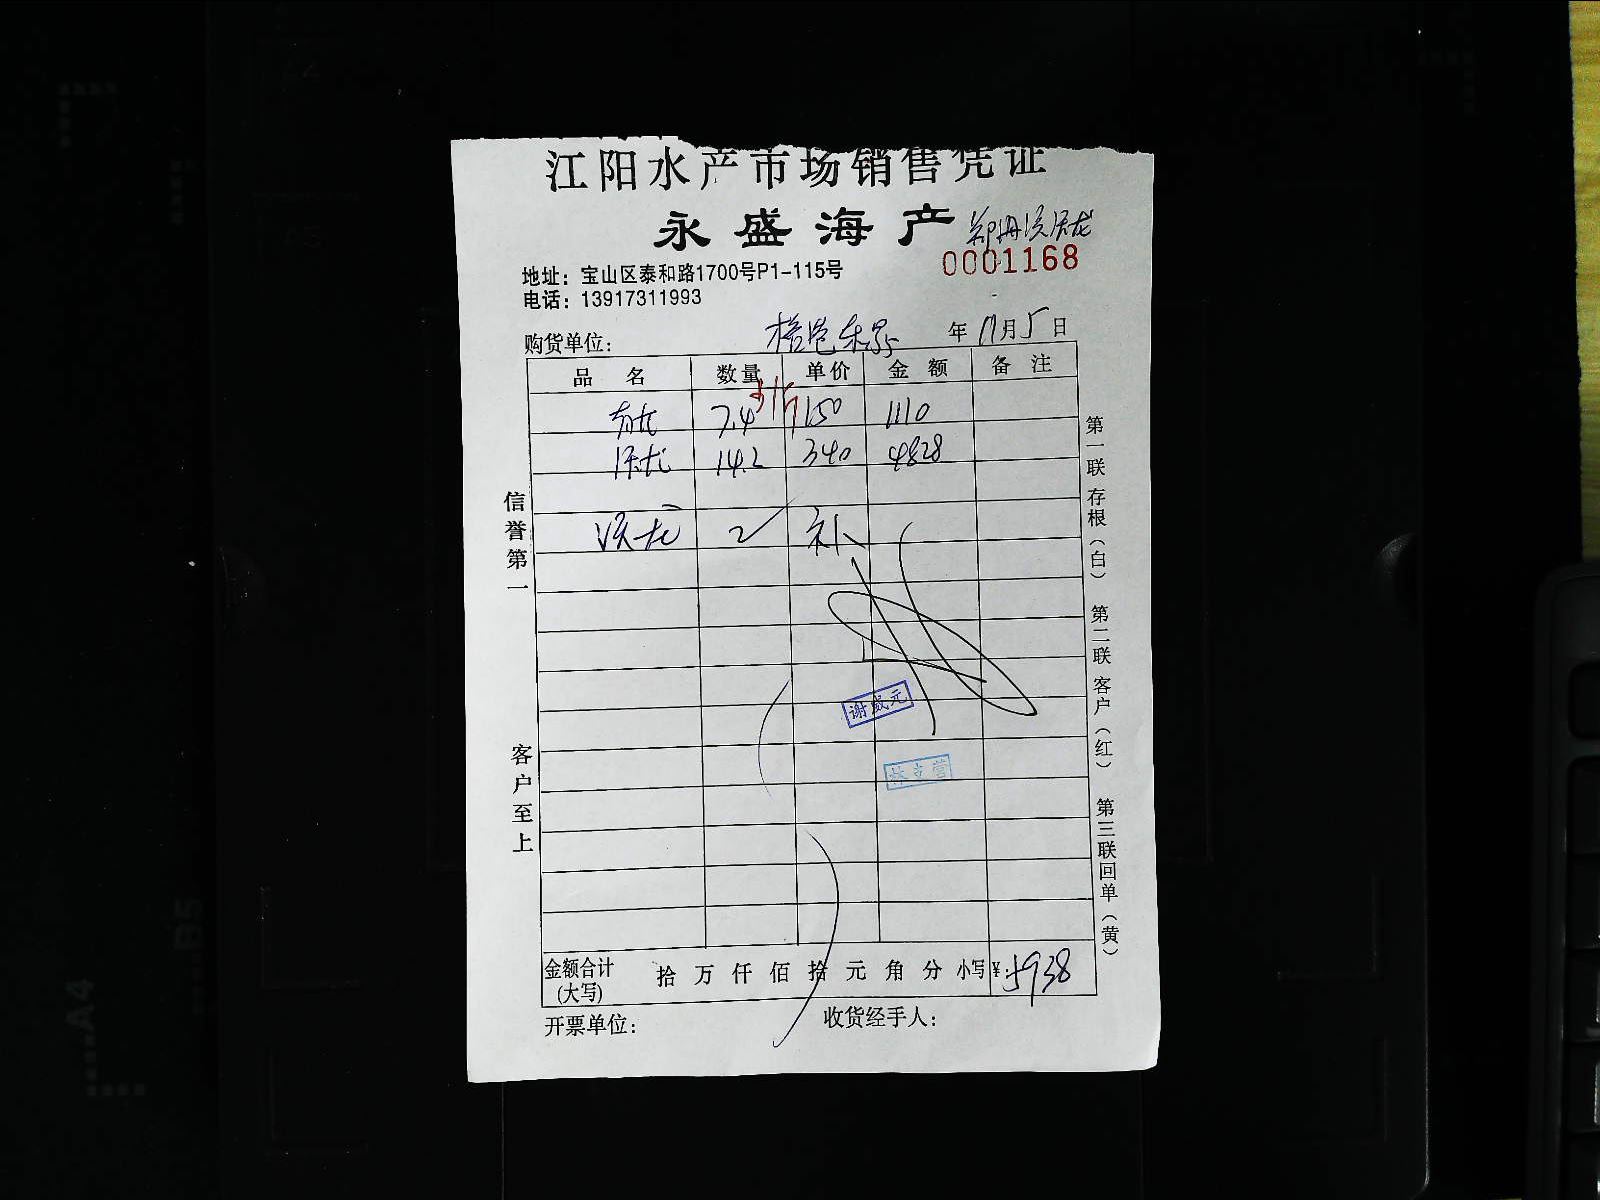 江阳水产市场销售凭证
永盛海产
0001168
地址：宝山区泰和路1700号P1-115号
电话：13917311993
购货单位： 年 11月5日
品名 数量 单价 金额 备注
7.4 150 1110
14.2 340 4828
2 补
谢盛元
信誉第一
客户至上
第一联存根（白） 第二联客户（红） 第三联回单（黄）
金额合计 拾万仟佰拾元角分 小写¥：5938
（大写）
开票单位： 收货经手人：